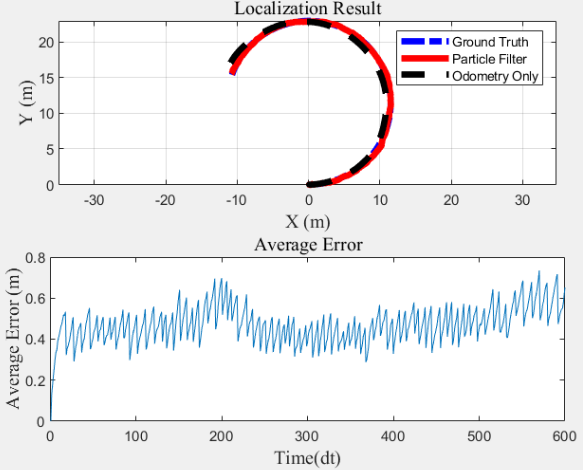 Localization Result
Y (m)
20
15
10
5
0
Ground Truth
Particle Filter
Odometry Only
-30 -20 -10 0 10 20 30
X (m)
Average Error
Average Error (m)
0.8
0.6
0.4
0.2
0
0 100 200 300 400 500 600
Time(dt)